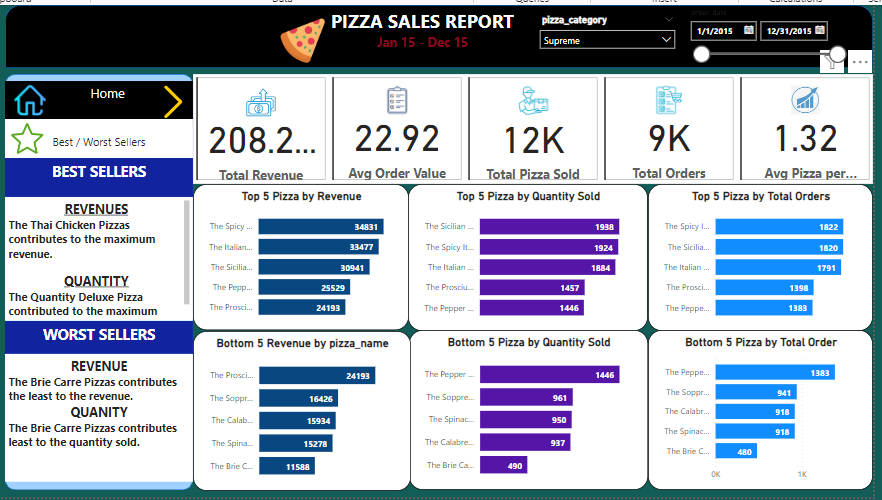 Data
Queries
Insert
Calculations
PIZZA SALES REPORT
Jan 15 - Dec 15
pizza_category
Supreme
order date
1/1/2015
12/31/2015
Home
Best / Worst Sellers
BEST SELLERS
REVENUES
The Thai Chicken Pizzas
contributes to the maximum
revenue.
QUANTITY
The Quantity Deluxe Pizza
contributed to the maximum
WORST SELLERS
REVENUE
The Brie Carre Pizzas contributes
the least to the revenue.
QUANITY
The Brie Carre Pizzas contributes
least to the quantity sold.
208.2...
Total Revenue
22.92
Avg Order Value
12K
Total Pizza Sold
9K
Total Orders
1.32
Avg Pizza per...
Top 5 Pizza by Revenue
The Spicy ... 34831
The Italian... 33477
The Sicilia... 30941
The Pepp... 25529
The Prosci... 24193
Top 5 Pizza by Quantity Sold
The Sicilian ... 1938
The Spicy It... 1924
The Italian ... 1884
The Prosciu... 1457
The Pepper ... 1446
Top 5 Pizza by Total Orders
The Spicy I... 1822
The Sicilia... 1820
The Italian ... 1791
The Prosci... 1398
The Peppe... 1383
Bottom 5 Revenue by pizza_name
The Prosci... 24193
The Soppr... 16426
The Calab... 15934
The Spina... 15278
The Brie C... 11588
Bottom 5 Pizza by Quantity Sold
The Pepper ... 1446
The Soppre... 961
The Spinac... 950
The Calabre... 937
The Brie Ca... 490
Bottom 5 Pizza by Total Order
The Peppe... 1383
The Soppr... 941
The Calabr... 918
The Spinac... 918
The Brie C... 480
0K 1K